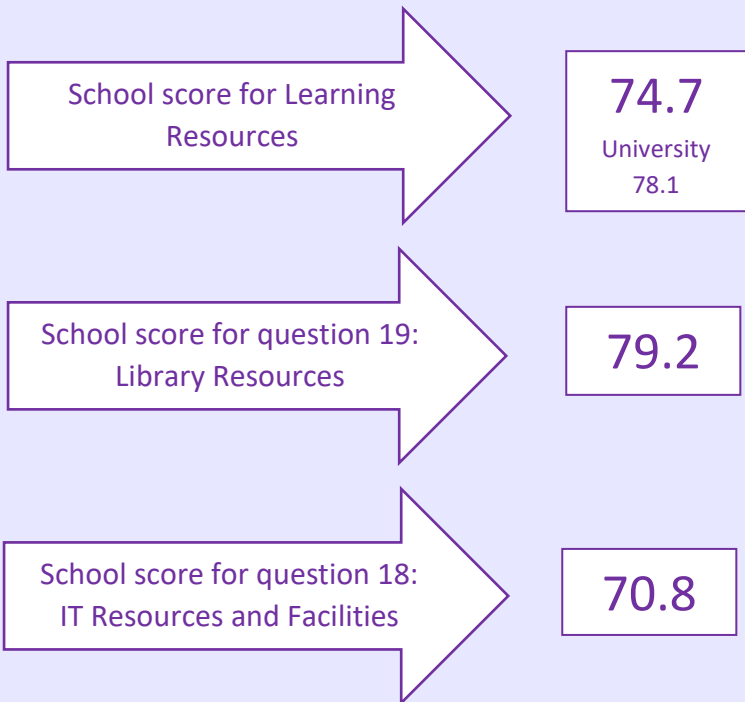 School score for Learning
Resources
74.7
University
78.1
School score for question 19:
Library Resources
79.2
School score for question 18:
IT Resources and Facilities
70.8